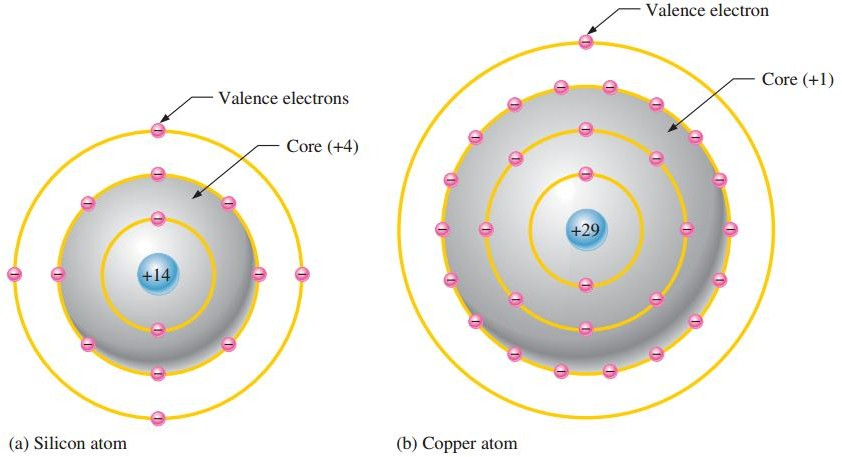 Valence electron
Core (+1)
Valence electrons
Core (+4)
+29
+14
(a) Silicon atom
(b) Copper atom